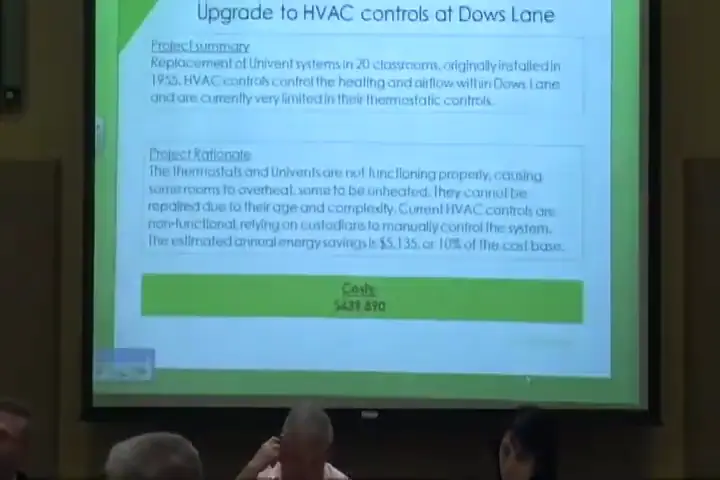 Upgrade to HVAC controls at Dows Lane
Project summary
Replacement of Univent systems in 20 classrooms, originally installed in
1955. HVAC controls control the heating and airflow within Dows Lane
and are currently very limited in their thermostatic controls.
Project Rationale
The thermostats and Univents are not functioning properly, causing
some rooms to overheat, some to be unheated. They cannot be
repaired due to their age and complexity. Current HVAC controls are
non-functional, relying on custodians to manually control the system.
The estimated annual energy savings is $5,135, or 10% of the cost base.
Costs: